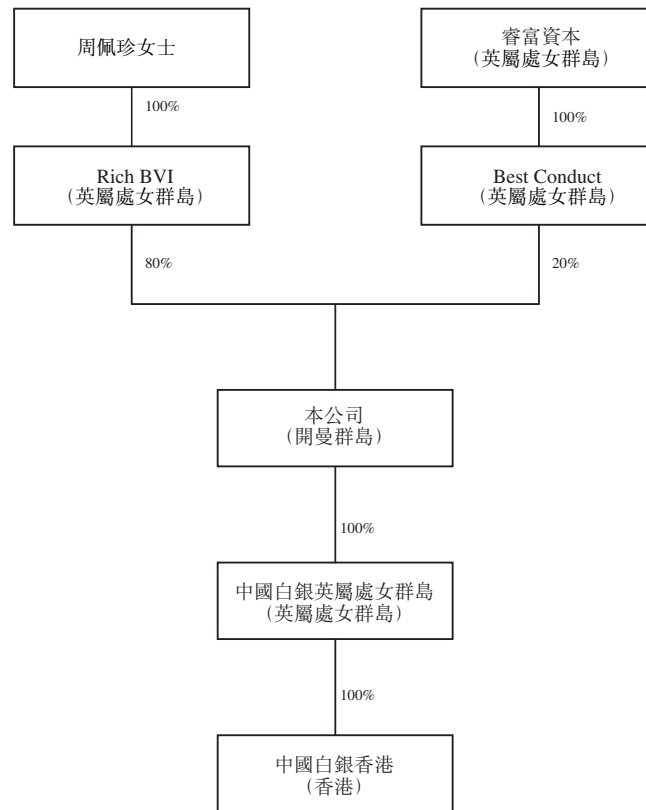 周佩珍女士
睿富資本
(英屬處女群島)
100%
100%
Rich BVI
(英屬處女群島)
Best Conduct
(英屬處女群島)
80%
20%
本公司
(開曼群島)
100%
中國白銀英屬處女群島
(英屬處女群島)
100%
中國白銀香港
(香港)